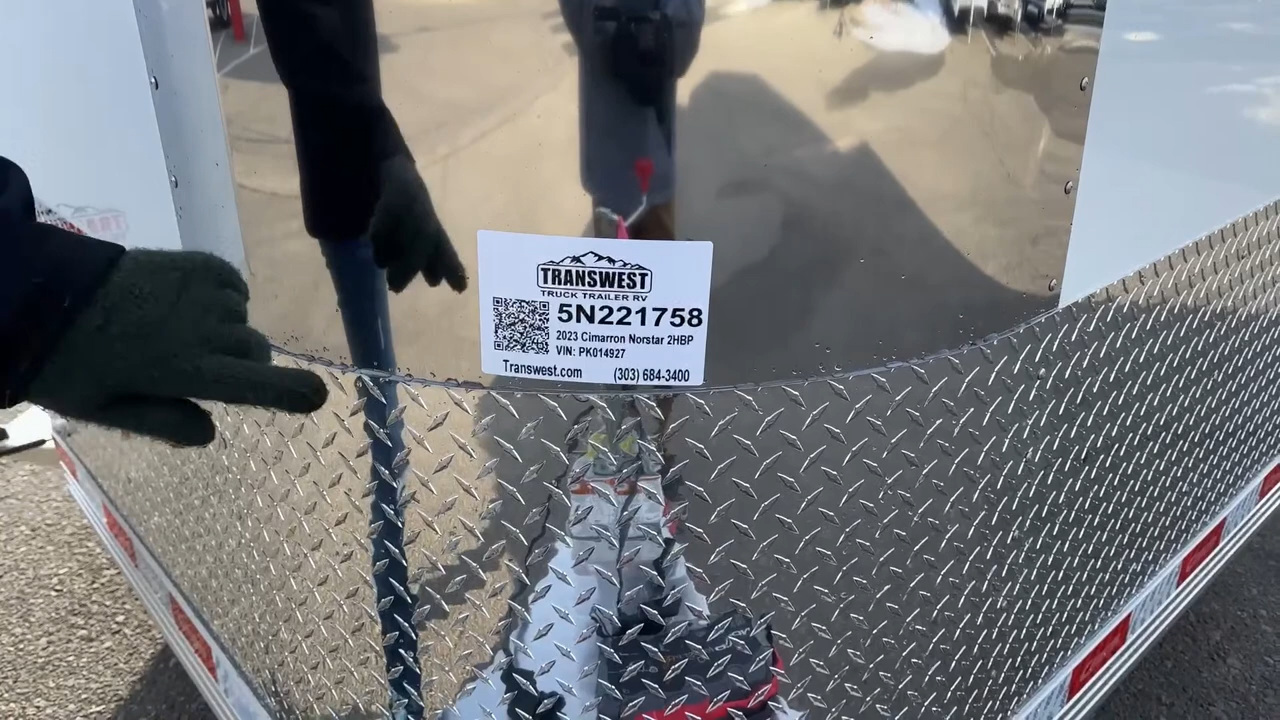 TRANSWEST
TRUCK TRAILER RV
5N221758
2023 Cimarron Norstar 2HBP
VIN: PK014927
Transwest.com (303) 684-3400